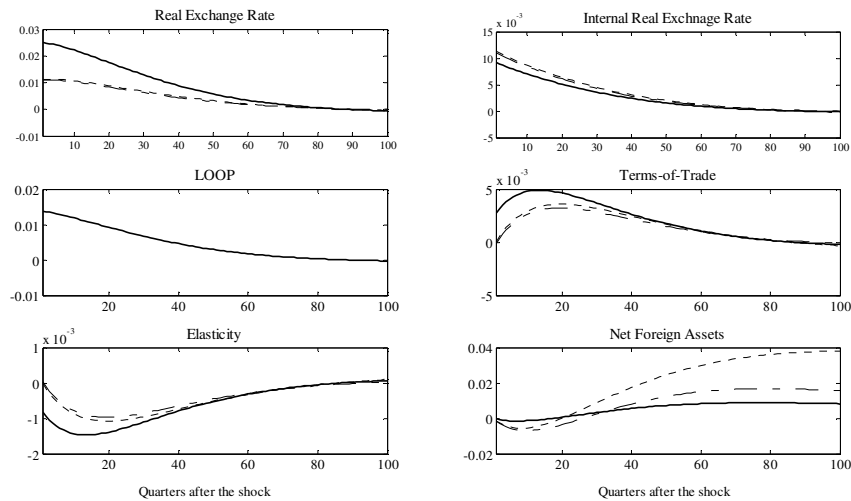 Real Exchange Rate
0.03
0.02
0.01
0
-0.01
10 20 30 40 50 60 70 80 90 100
Internal Real Exchnage Rate
x 10⁻³
15
10
5
0
-5
10 20 30 40 50 60 70 80 90 100
LOOP
0.02
0.01
0
-0.01
20 40 60 80 100
Terms-of-Trade
x 10⁻³
5
0
-5
20 40 60 80 100
Elasticity
x 10⁻³
1
0
-1
-2
20 40 60 80 100
Quarters after the shock
Net Foreign Assets
0.04
0.02
0
-0.02
20 40 60 80 100
Quarters after the shock